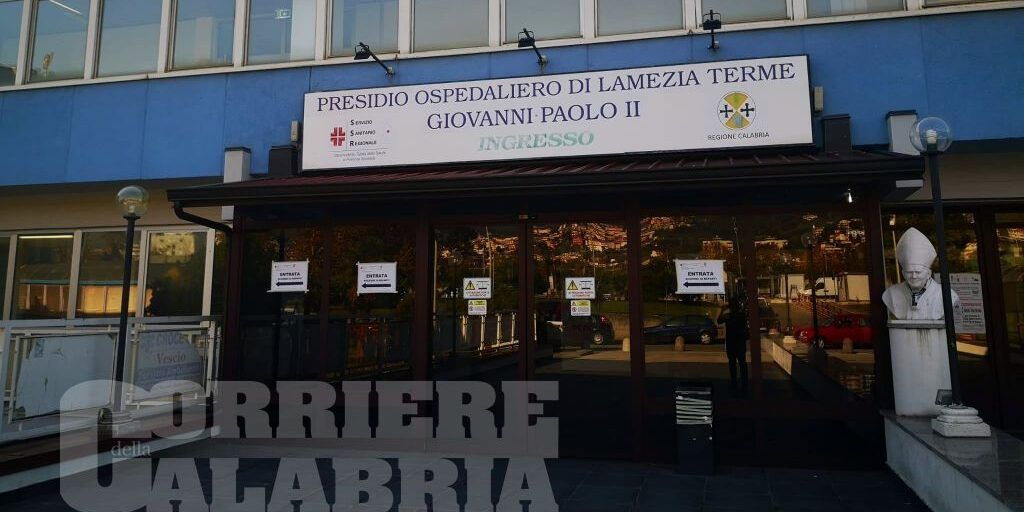 PRESIDIO OSPEDALIERO DI LAMEZIA TERME
GIOVANNI PAOLO II
INGRESSO
SERVIZIO
SANITARIO
REGIONALE
REGIONE CALABRIA
ENTRATA
ENTRATA
ENTRATA
Vescio
CORRIERE
della
CALABRIA